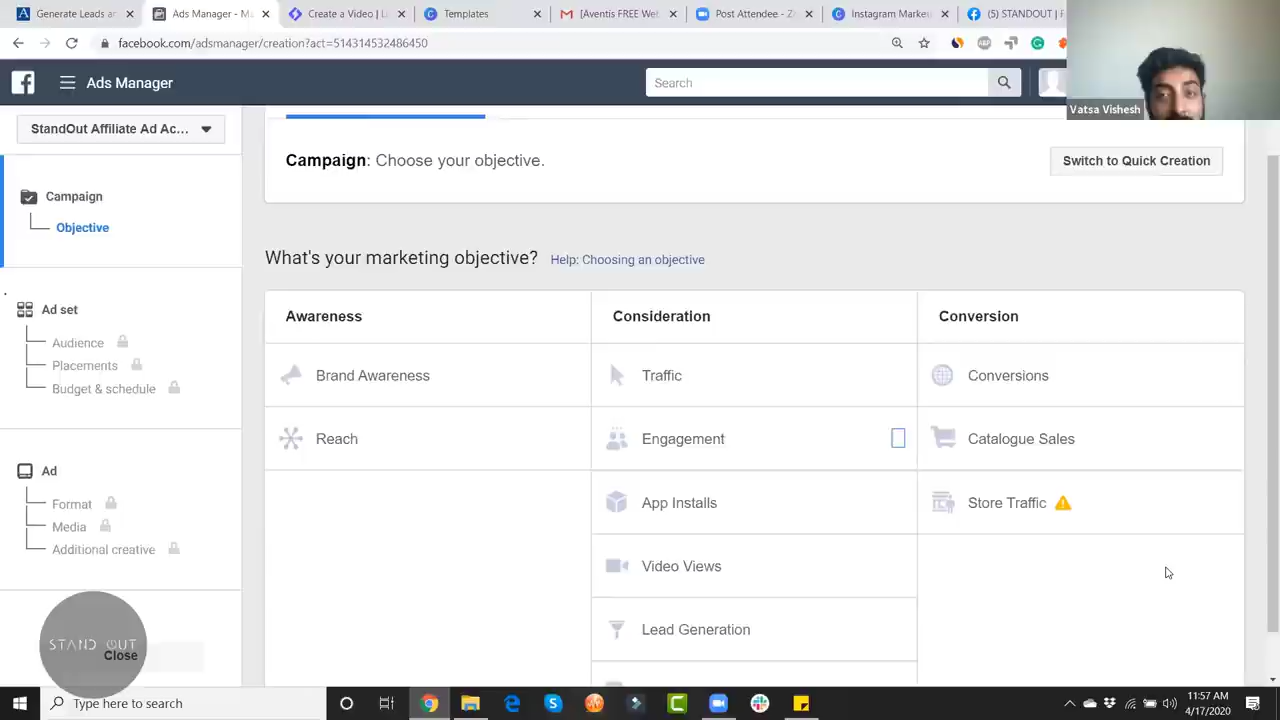 Generate Leads ar
Ads Manager - Ma
Create a Video | L
Templates
[Aventis FREE Web
Post Attendee - Z
Instagram Market
(5) STANDOUT | F
facebook.com/adsmanager/creation?act=514314532486450
ABP
Ads Manager
Search
Vatsa Vishesh
StandOut Affiliate Ad Ac...
Campaign: Choose your objective.
Switch to Quick Creation
Campaign
Objective
What's your marketing objective? Help: Choosing an objective
Ad set
Audience
Placements
Budget & schedule
Awareness
Consideration
Conversion
Brand Awareness
Traffic
Conversions
Reach
Engagement
Catalogue Sales
App Installs
Store Traffic
Video Views
Lead Generation
Ad
Format
Media
Additional creative
STAND OUT
Close
Type here to search
11:57 AM
4/17/2020